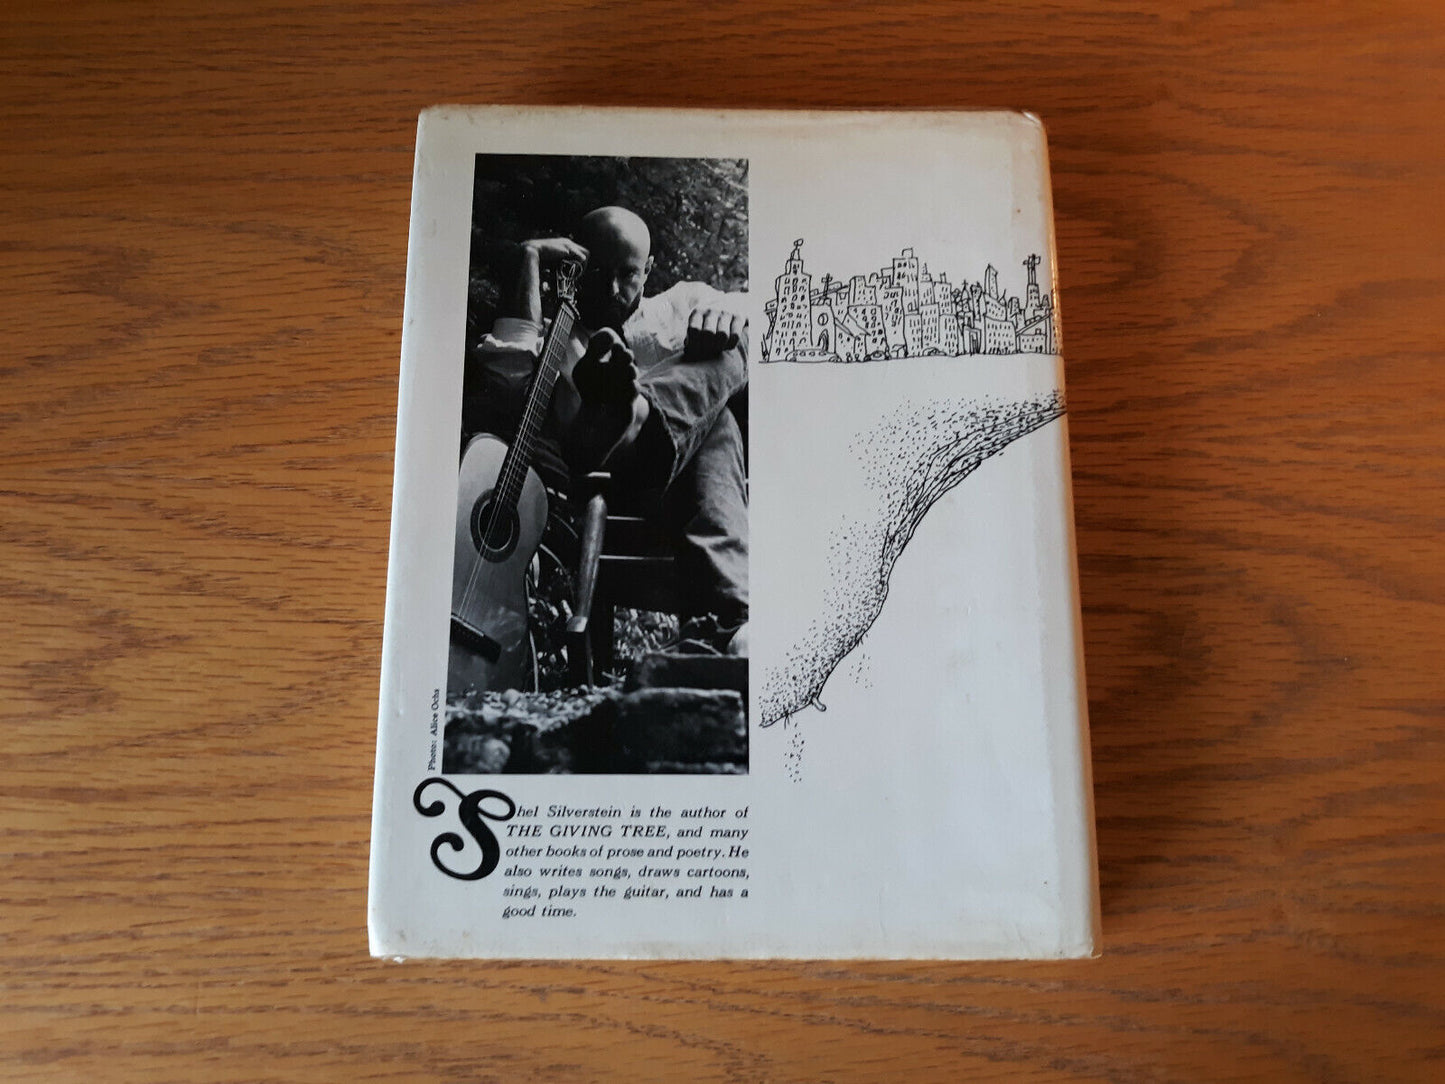 Photo: Alice Ochs
Shel Silverstein is the author of
THE GIVING TREE, and many
other books of prose and poetry. He
also writes songs, draws cartoons,
sings, plays the guitar, and has a
good time.